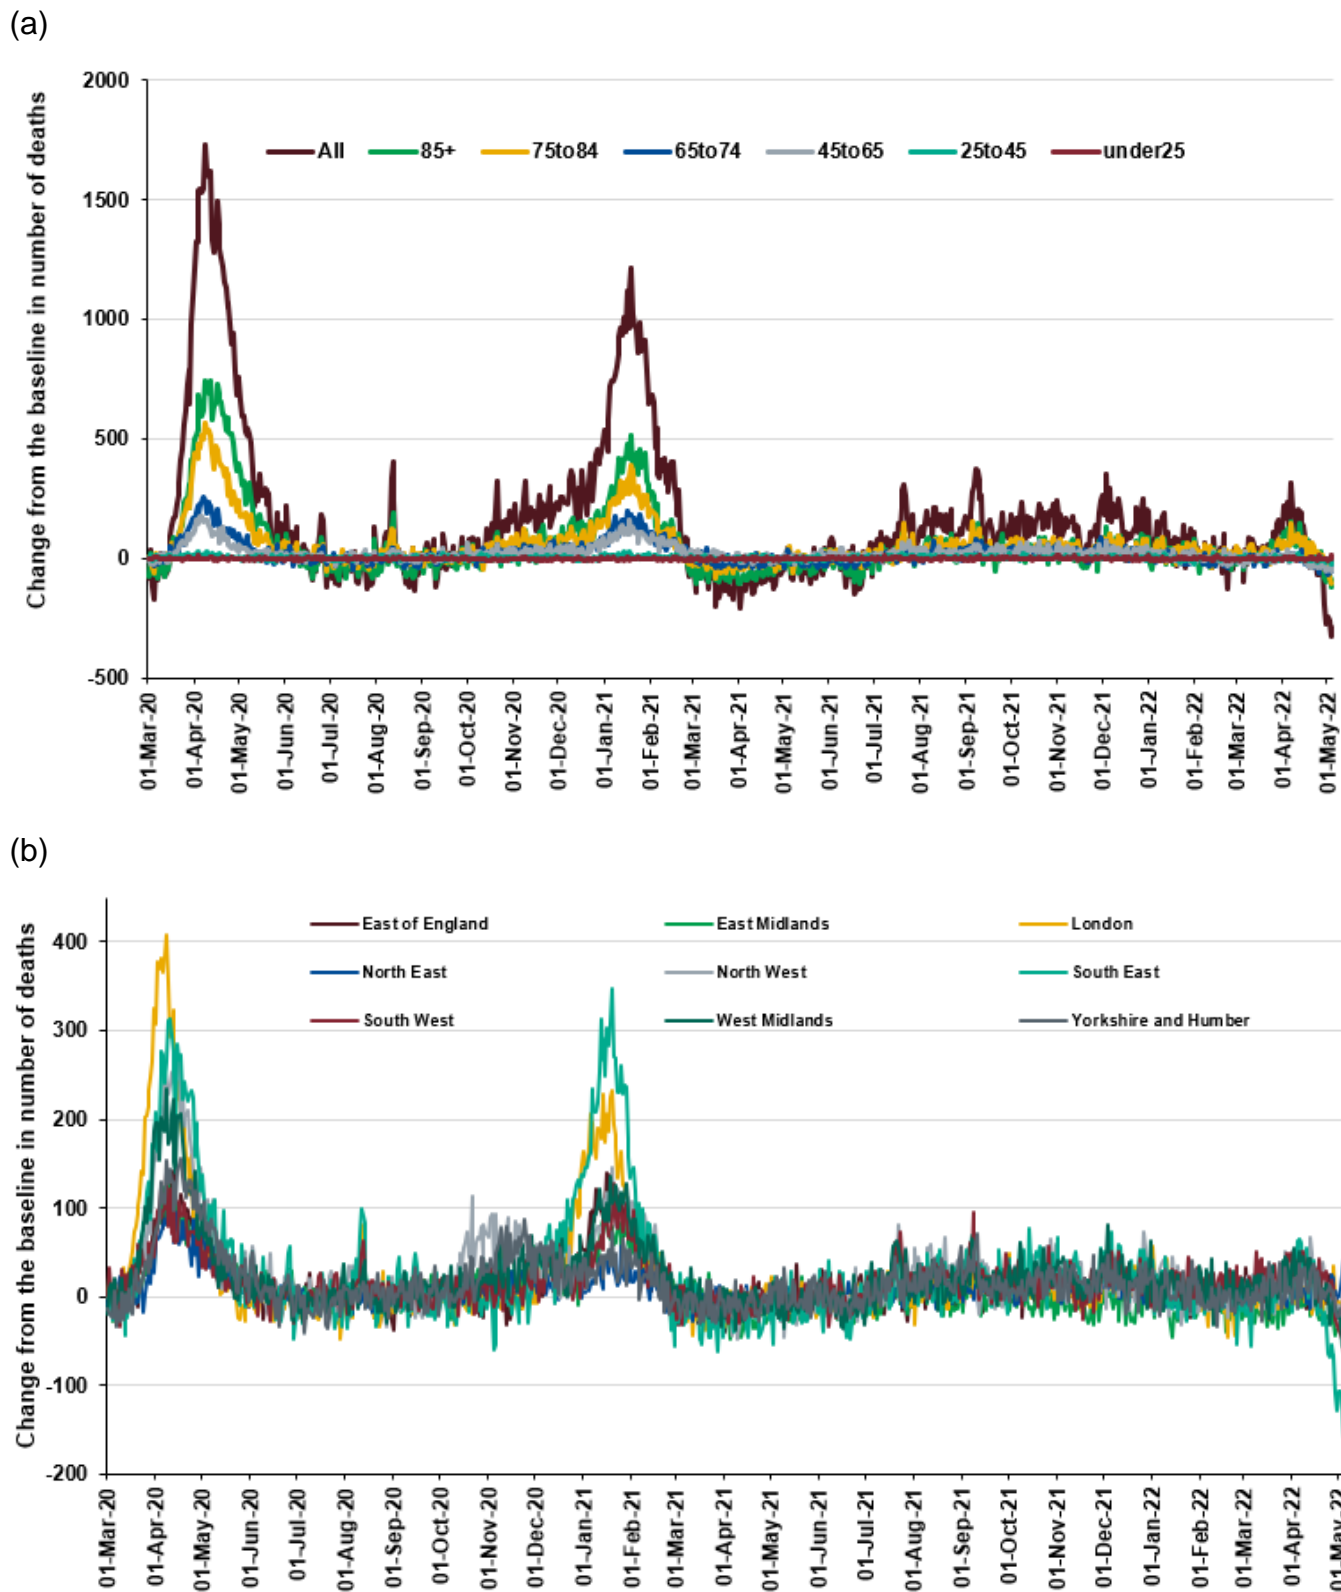 (a)
Change from the baseline in number of deaths
2000
1500
1000
500
0
-500
All 85+ 75to84 65to74 45to65 25to45 under25
01-Mar-20 01-Apr-20 01-May-20 01-Jun-20 01-Jul-20 01-Aug-20 01-Sep-20 01-Oct-20 01-Nov-20 01-Dec-20 01-Jan-21 01-Feb-21 01-Mar-21 01-Apr-21 01-May-21 01-Jun-21 01-Jul-21 01-Aug-21 01-Sep-21 01-Oct-21 01-Nov-21 01-Dec-21 01-Jan-22 01-Feb-22 01-Mar-22 01-Apr-22 01-May-22
(b)
Change from the baseline in number of deaths
400
300
200
100
0
-100
-200
East of England East Midlands London
North East North West South East
South West West Midlands Yorkshire and Humber
01-Mar-20 01-Apr-20 01-May-20 01-Jun-20 01-Jul-20 01-Aug-20 01-Sep-20 01-Oct-20 01-Nov-20 01-Dec-20 01-Jan-21 01-Feb-21 01-Mar-21 01-Apr-21 01-May-21 01-Jun-21 01-Jul-21 01-Aug-21 01-Sep-21 01-Oct-21 01-Nov-21 01-Dec-21 01-Jan-22 01-Feb-22 01-Mar-22 01-Apr-22 01-May-22